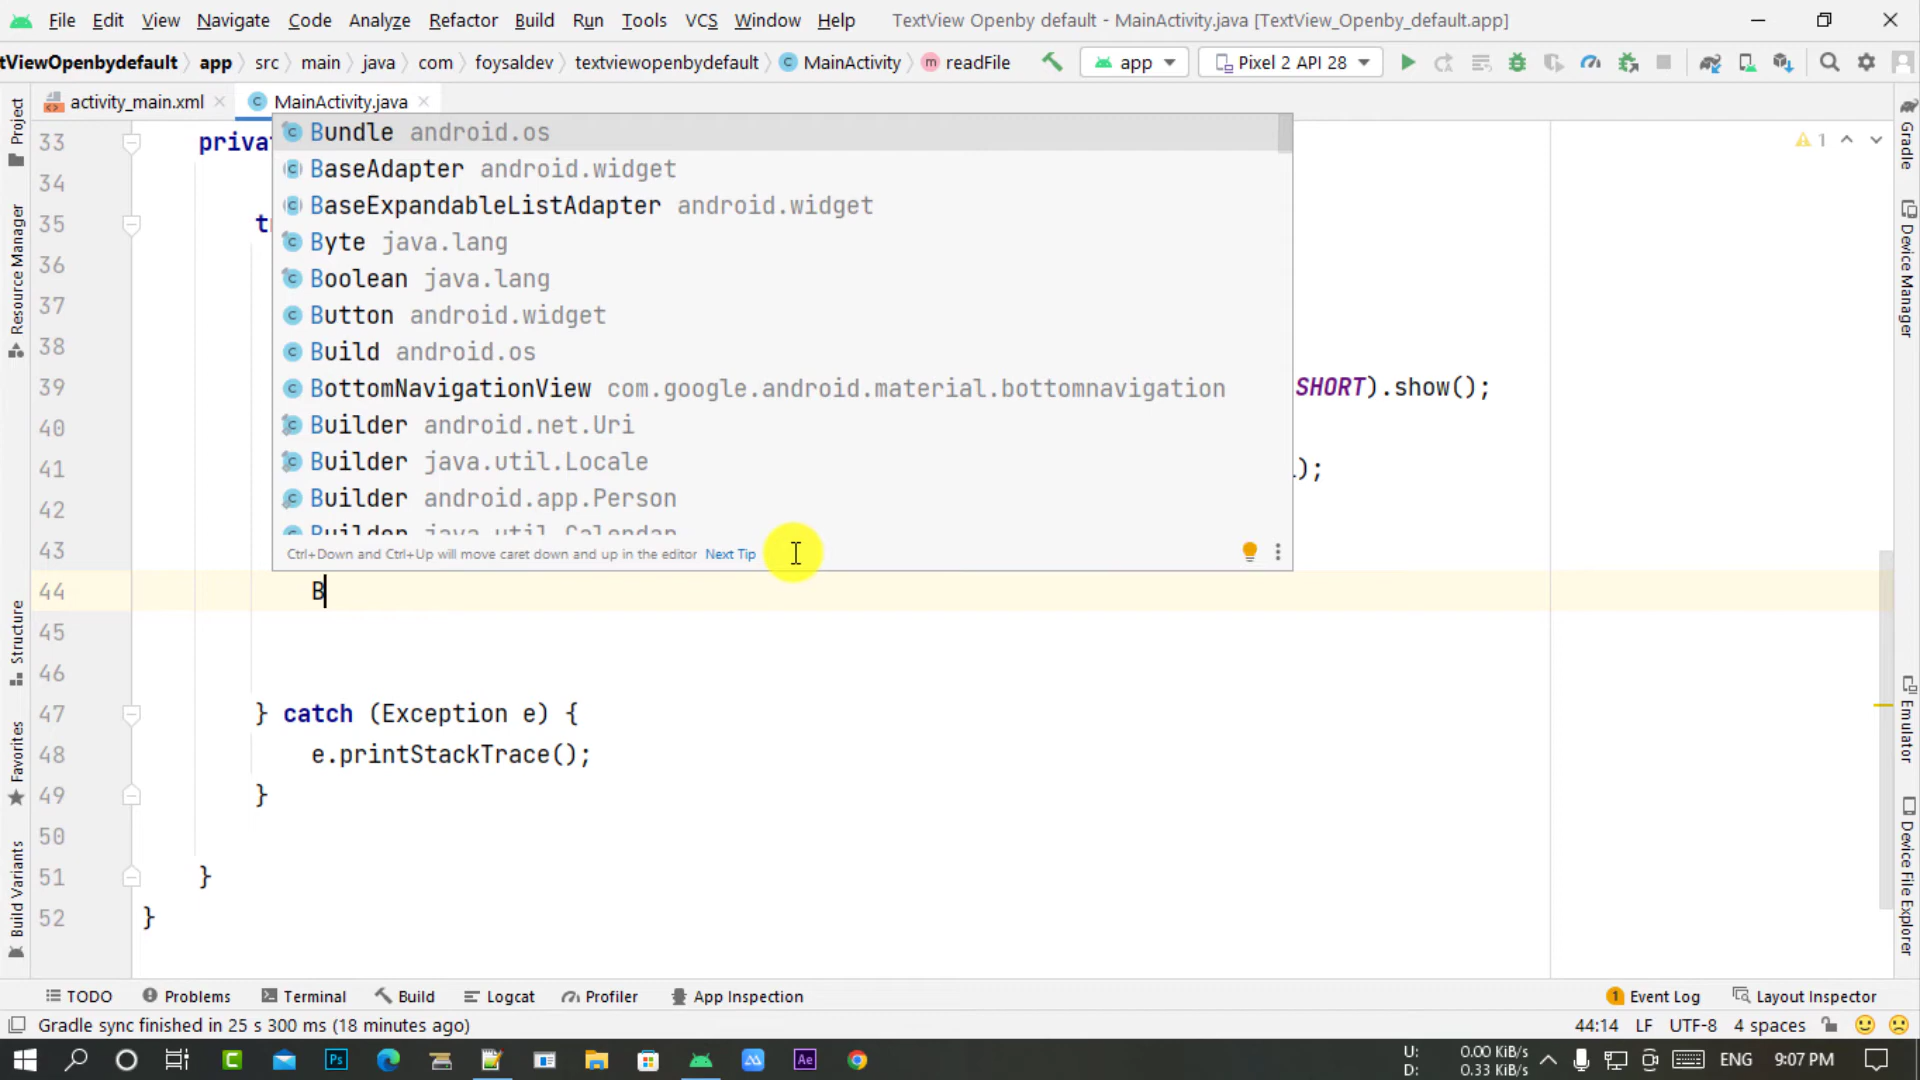 File Edit View Navigate Code Analyze Refactor Build Run Tools VCS Window Help TextView Openby default - MainActivity.java [TextView_Openby_default.app]
tViewOpenbydefault app src main java com foysaldev textviewopenbydefault MainActivity readFile app Pixel 2 API 28
activity_main.xml MainActivity.java
Project
Resource Manager
Structure
Favorites
Build Variants
Bundle android.os
BaseAdapter android.widget
BaseExpandableListAdapter android.widget
Byte java.lang
Boolean java.lang
Button android.widget
Build android.os
BottomNavigationView com.google.android.material.bottomnavigation
Builder android.net.Uri
Builder java.util.Locale
Builder android.app.Person
Builder java.util.Calendar
Ctrl+Down and Ctrl+Up will move caret down and up in the editor Next Tip
1
33 priva
34
35 t
36
37
38
39 SHORT).show();
40
41 );
42
43
44 B
45
46
47 } catch (Exception e) {
48 e.printStackTrace();
49 }
50
51 }
52 }
Gradle
Device Manager
Emulator
Device File Explorer
TODO Problems Terminal Build Logcat Profiler App Inspection 1 Event Log Layout Inspector
Gradle sync finished in 25 s 300 ms (18 minutes ago) 44:14 LF UTF-8 4 spaces
C Ps Ae U: 0.00 KiB/s
D: 0.33 KiB/s ENG 9:07 PM